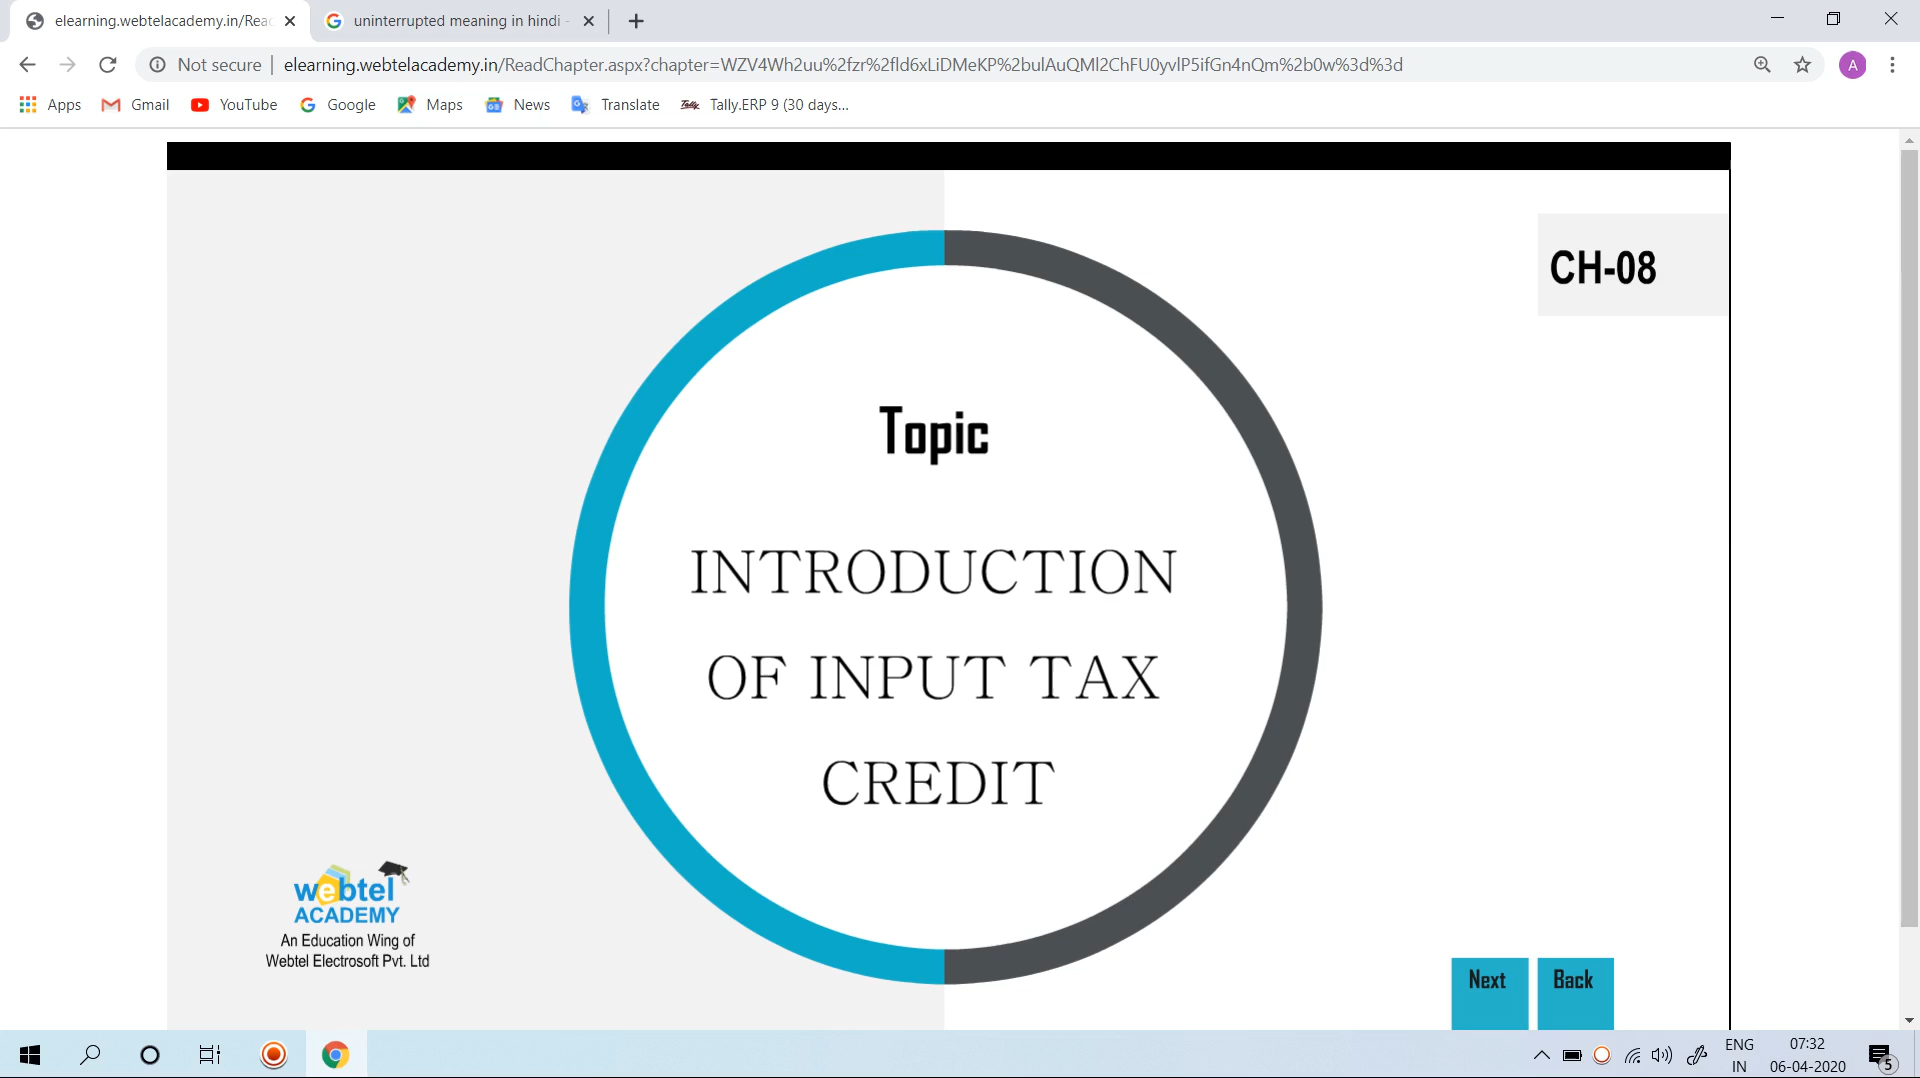 elearning.webtelacademy.in/Read
uninterrupted meaning in hindi -
Not secure
elearning.webtelacademy.in/ReadChapter.aspx?chapter=WZV4Wh2uu%2fzr%2fld6xLiDMeKP%2bulAuQMl2ChFU0yvlP5ifGn4nQm%2b0w%3d%3d
A
Apps Gmail YouTube Google Maps News Translate Tally.ERP 9 (30 days...
CH-08
Topic
INTRODUCTION
OF INPUT TAX
CREDIT
webtel
ACADEMY
An Education Wing of
Webtel Electrosoft Pvt. Ltd
Next Back
ENG
IN
07:32
06-04-2020
5